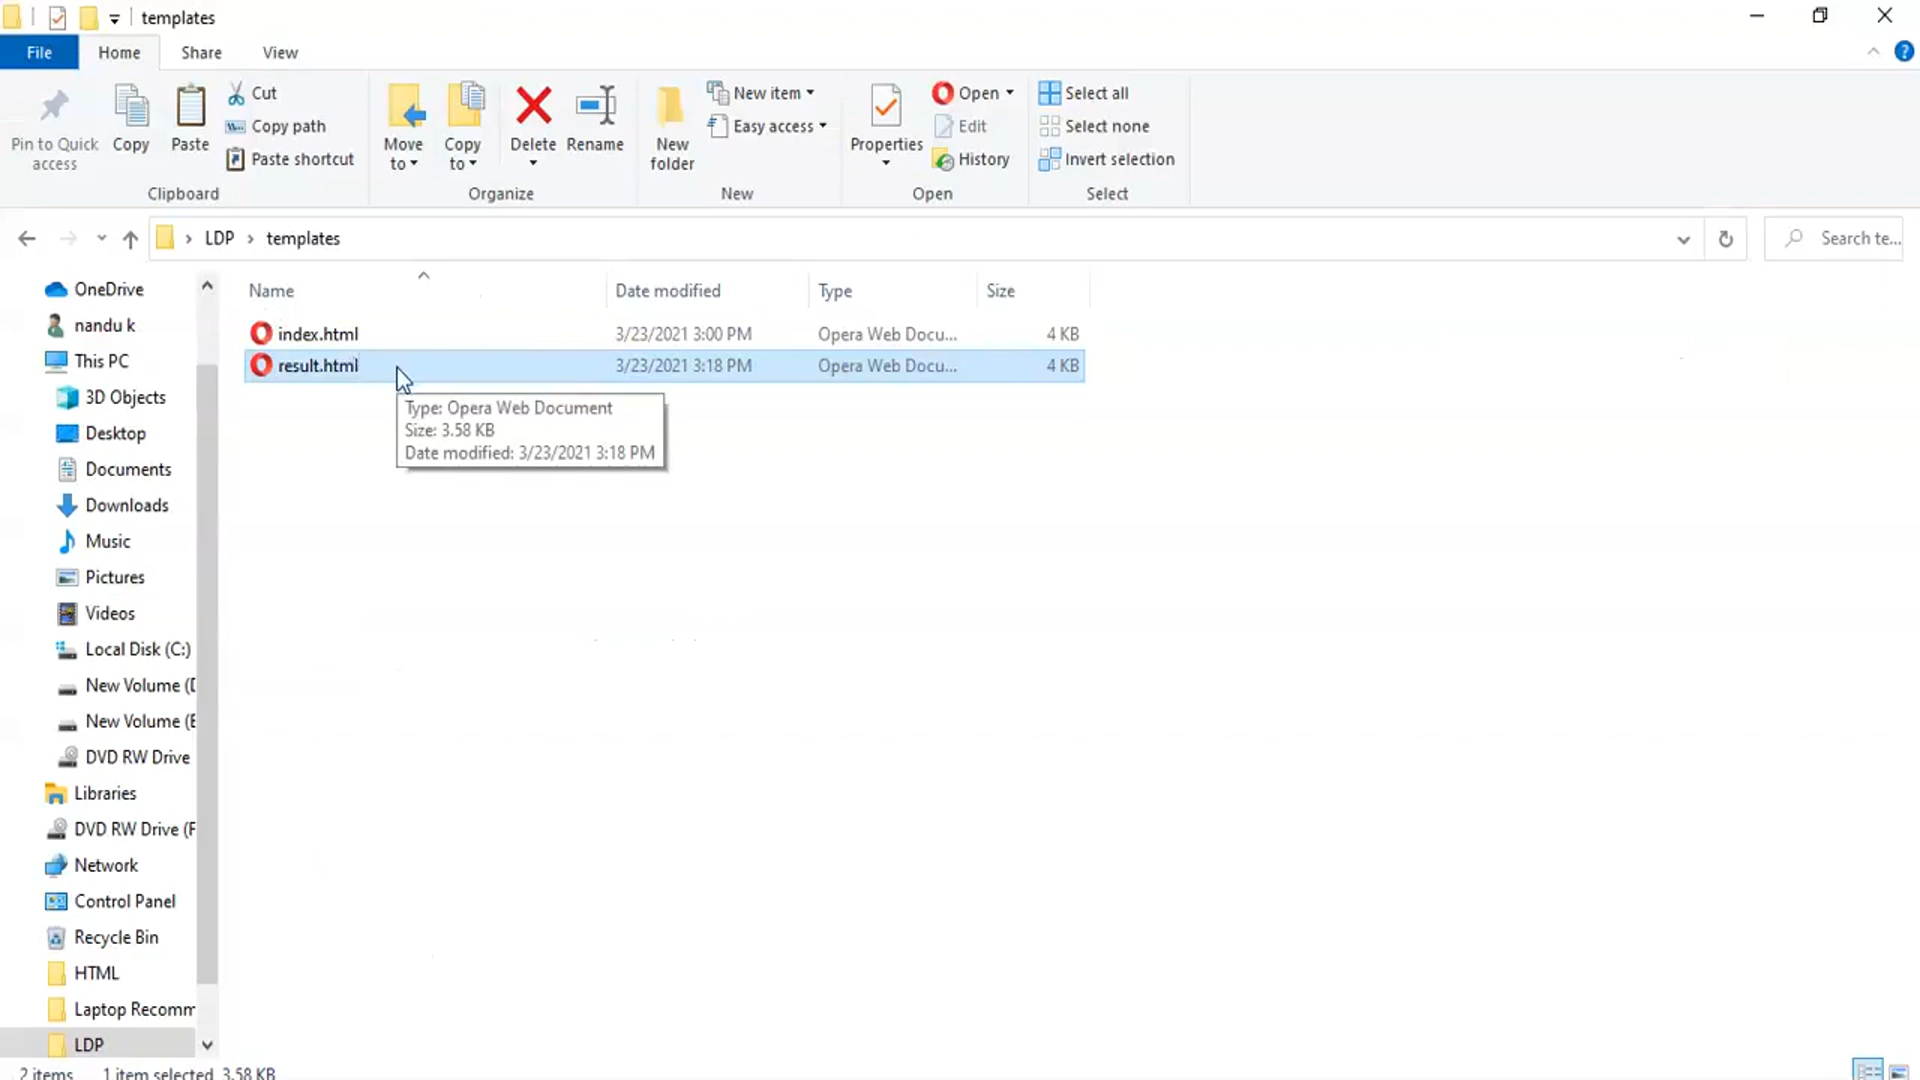 templates
File Home Share View
Pin to Quick access
Copy
Paste
Cut
Copy path
Paste shortcut
Clipboard
Move to
Copy to
Delete
Rename
Organize
New folder
New item
Easy access
New
Properties
Open
Edit
History
Open
Select all
Select none
Invert selection
Select
LDP > templates
Search te...
Name Date modified Type Size
index.html 3/23/2021 3:00 PM Opera Web Docu... 4 KB
result.html 3/23/2021 3:18 PM Opera Web Docu... 4 KB
Type: Opera Web Document
Size: 3.58 KB
Date modified: 3/23/2021 3:18 PM
OneDrive
nandu k
This PC
3D Objects
Desktop
Documents
Downloads
Music
Pictures
Videos
Local Disk (C:)
New Volume (D
New Volume (E
DVD RW Drive
Libraries
DVD RW Drive (F
Network
Control Panel
Recycle Bin
HTML
Laptop Recomm
LDP
2 items 1 item selected 3.58 KB